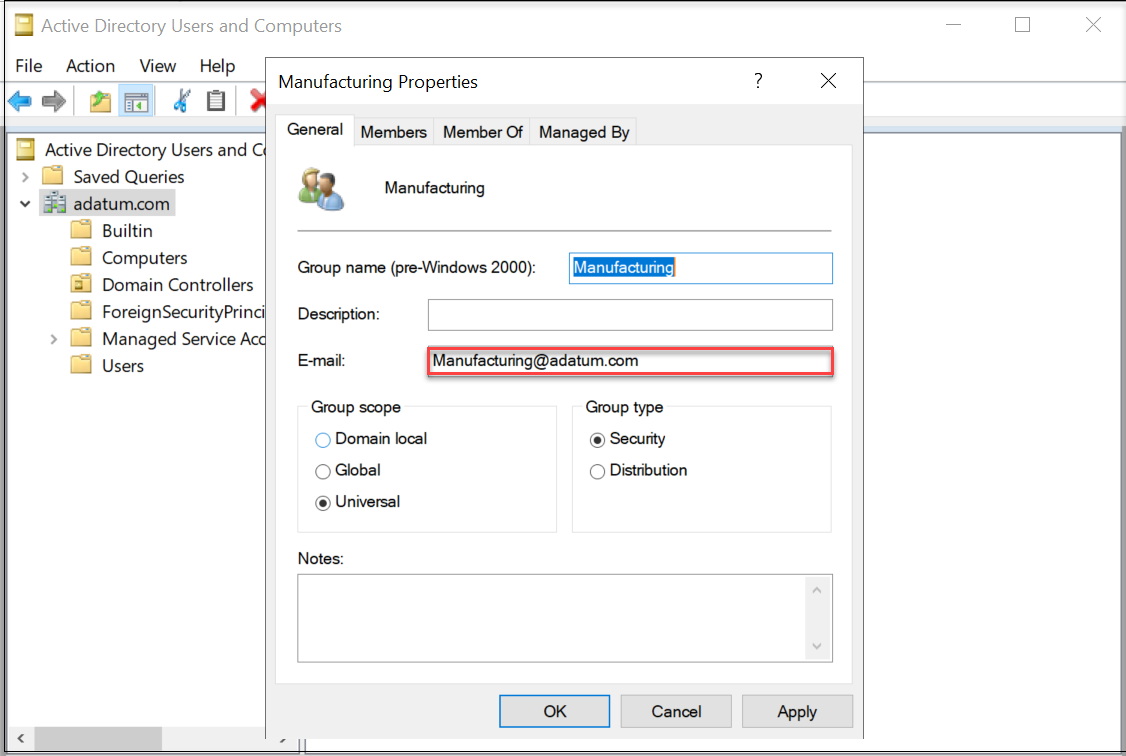 Active Directory Users and Computers
File Action View Help
Manufacturing Properties
?
General Members Member Of Managed By
Active Directory Users and Co
Saved Queries
adatum.com
Builtin
Computers
Domain Controllers
ForeignSecurityPrinci
Managed Service Acc
Users
Manufacturing
Group name (pre-Windows 2000): Manufacturing
Description:
E-mail: Manufacturing@adatum.com
Group scope
Domain local
Global
Universal
Group type
Security
Distribution
Notes:
OK Cancel Apply